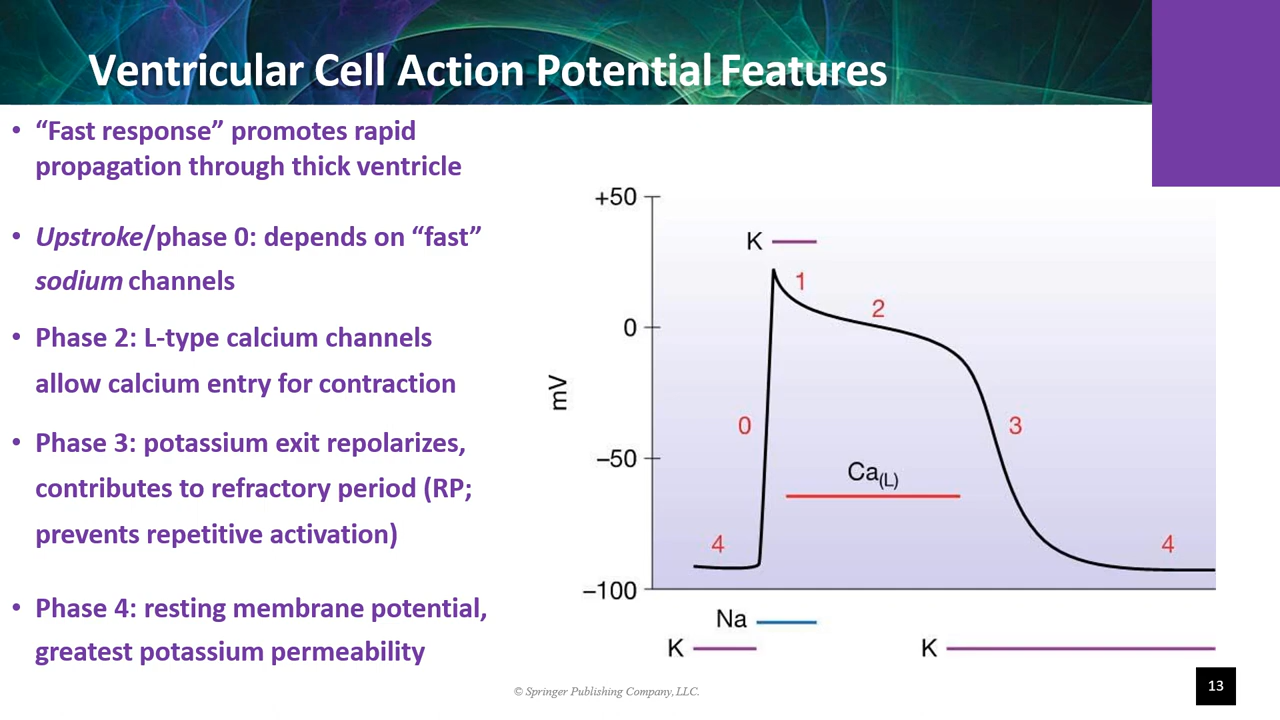 Ventricular Cell Action Potential Features
• “Fast response” promotes rapid
propagation through thick ventricle
• Upstroke/phase 0: depends on “fast”
sodium channels
• Phase 2: L-type calcium channels
allow calcium entry for contraction
• Phase 3: potassium exit repolarizes,
contributes to refractory period (RP;
prevents repetitive activation)
• Phase 4: resting membrane potential,
greatest potassium permeability
+50
K
1
2
0
mV
0
3
−50
Ca(L)
4
4
−100
Na
K
K
© Springer Publishing Company, LLC.
13